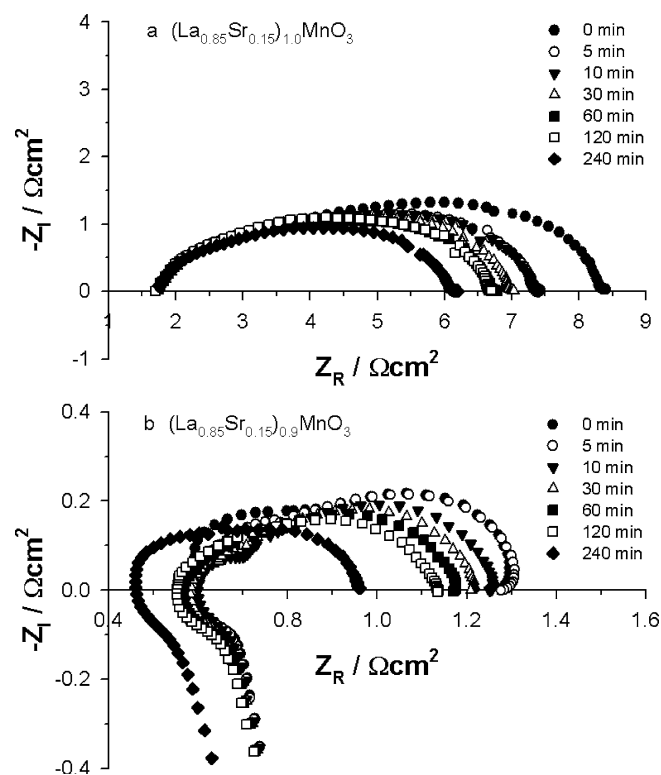 a (La0.85Sr0.15)1.0MnO3
0 min
5 min
10 min
30 min
60 min
120 min
240 min
4
3
2
1
0
-1
-ZI / Ωcm2
1 2 3 4 5 6 7 8 9
ZR / Ωcm2
b (La0.85Sr0.15)0.9MnO3
0 min
5 min
10 min
30 min
60 min
120 min
240 min
0.4
0.2
0.0
-0.2
-0.4
-ZI / Ωcm2
0.4 0.6 0.8 1.0 1.2 1.4 1.6
ZR / Ωcm2